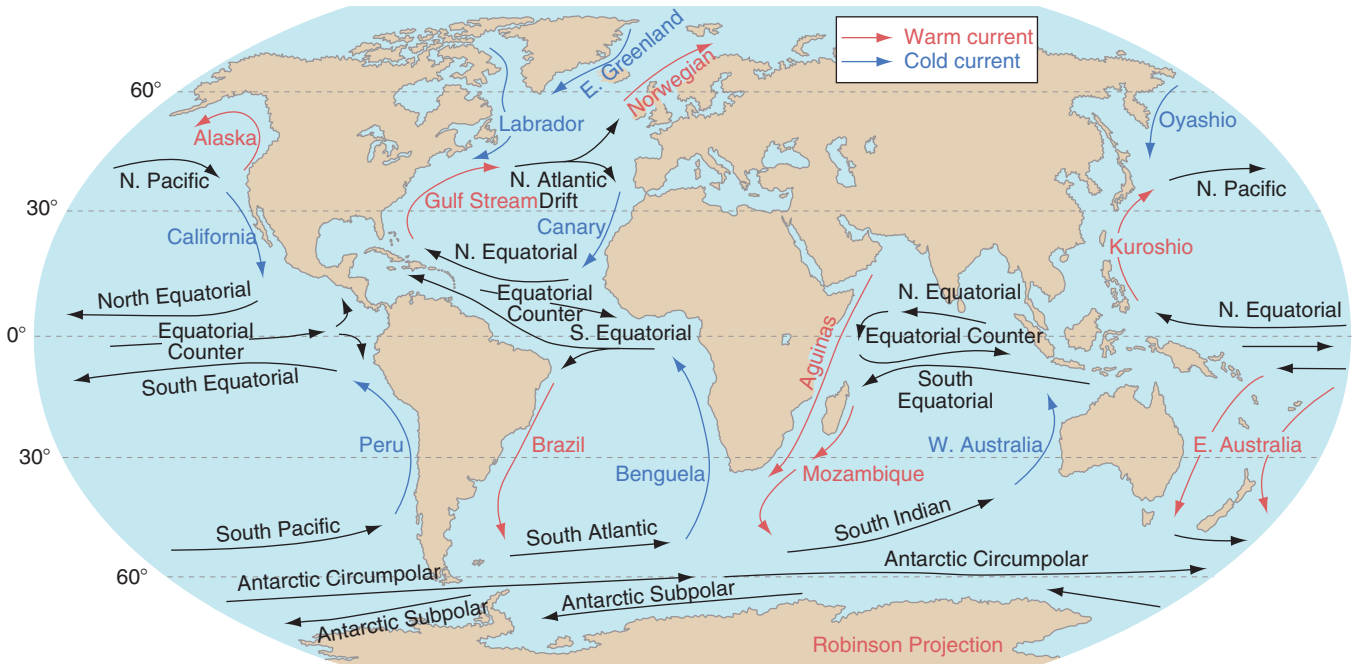 Warm current
Cold current
E. Greenland
Norwegian
60°
Labrador
Oyashio
Alaska
N. Pacific
N. Atlantic
Drift
N. Pacific
Gulf Stream
30°
California
Canary
Kuroshio
N. Equatorial
North Equatorial
Equatorial
Counter
N. Equatorial
N. Equatorial
0°
Equatorial
Counter
S. Equatorial
Equatorial Counter
Aguinas
South Equatorial
South
Equatorial
Peru
Brazil
W. Australia
E. Australia
30°
Benguela
Mozambique
South Pacific
South Atlantic
South Indian
60°
Antarctic Circumpolar
Antarctic Circumpolar
Antarctic Subpolar
Antarctic Subpolar
Robinson Projection